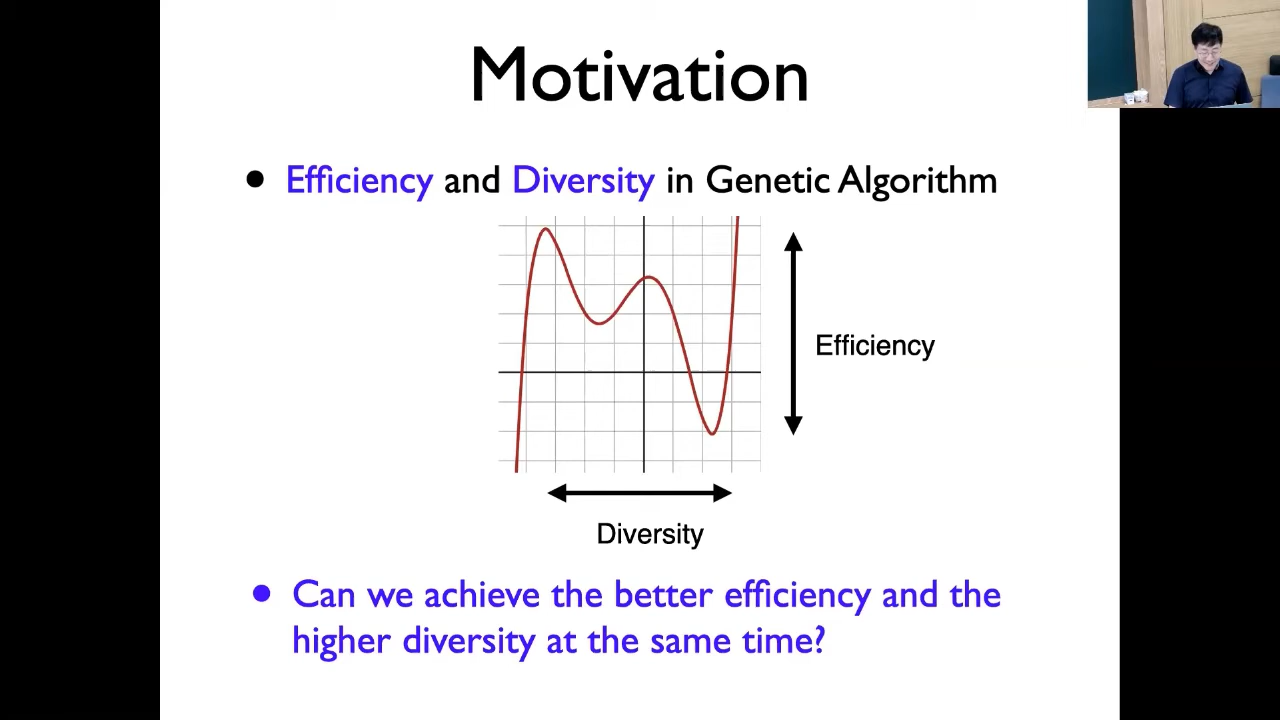 Motivation
• Efficiency and Diversity in Genetic Algorithm
Efficiency
Diversity
• Can we achieve the better efficiency and the
higher diversity at the same time?